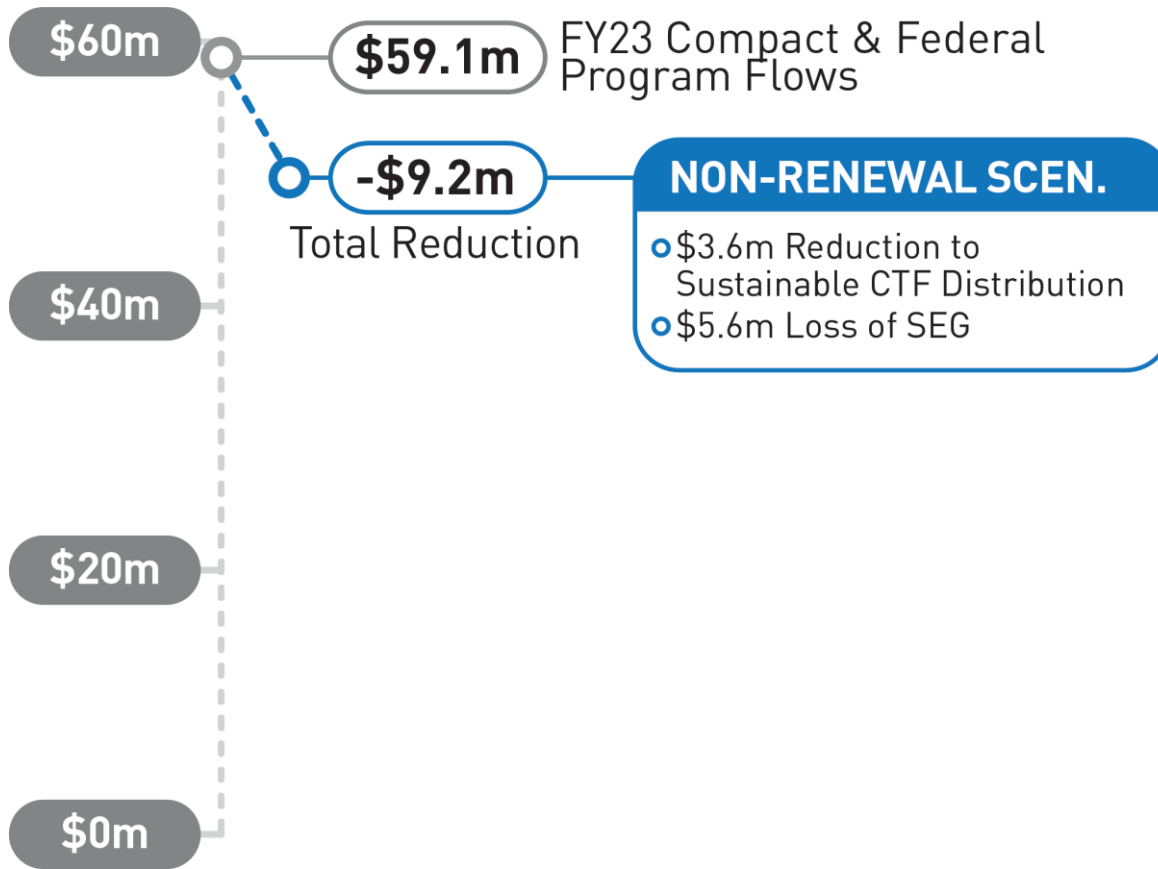 $60m
$59.1m
FY23 Compact & Federal
Program Flows
-$9.2m
Total Reduction
NON-RENEWAL SCEN.
$3.6m Reduction to
Sustainable CTF Distribution
$5.6m Loss of SEG
$40m
$20m
$0m